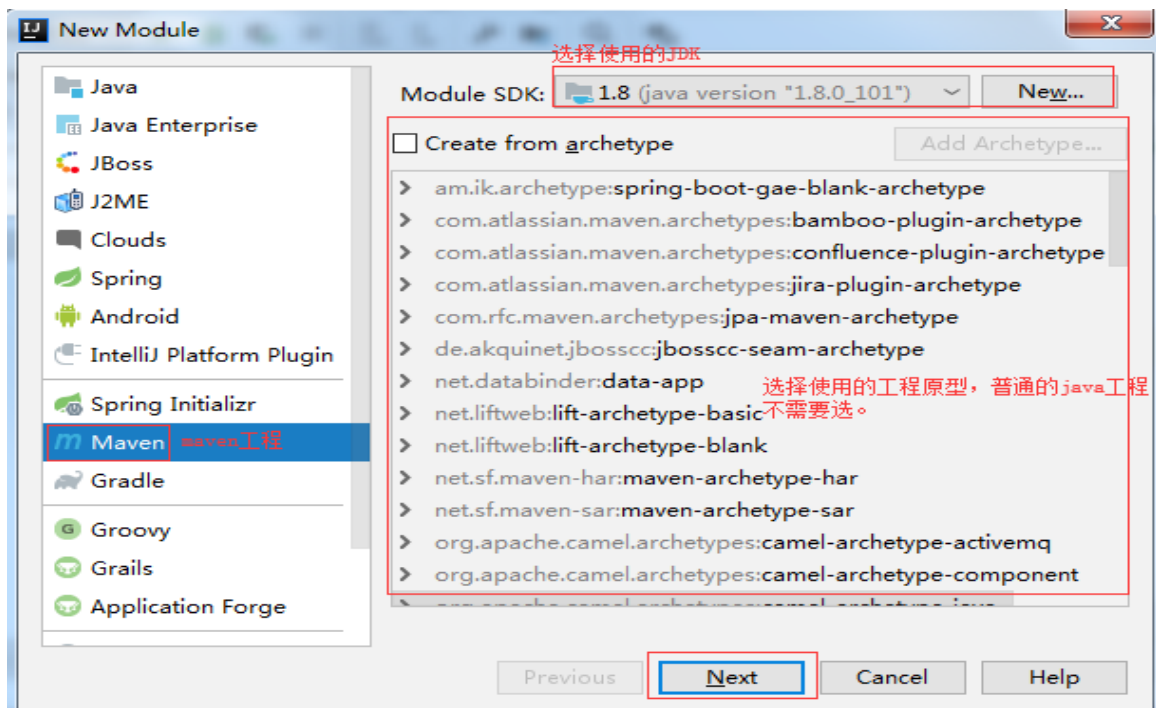 New Module
选择使用的JDK
Java
Java Enterprise
JBoss
J2ME
Clouds
Spring
Android
IntelliJ Platform Plugin
Spring Initializr
Maven maven工程
Gradle
Groovy
Grails
Application Forge
Module SDK: 1.8 (java version "1.8.0_101") New...
Create from archetype Add Archetype...
am.ik.archetype:spring-boot-gae-blank-archetype
com.atlassian.maven.archetypes:bamboo-plugin-archetype
com.atlassian.maven.archetypes:confluence-plugin-archetype
com.atlassian.maven.archetypes:jira-plugin-archetype
com.rfc.maven.archetypes:jpa-maven-archetype
de.akquinet.jbosscc:jbosscc-seam-archetype
net.databinder:data-app
选择使用的工程原型，普通的java工程
不需要选。
net.liftweb:lift-archetype-basic
net.liftweb:lift-archetype-blank
net.sf.maven-har:maven-archetype-har
net.sf.maven-sar:maven-archetype-sar
org.apache.camel.archetypes:camel-archetype-activemq
org.apache.camel.archetypes:camel-archetype-component
org.apache.camel.archetypes:camel-archetype-java
Previous Next Cancel Help